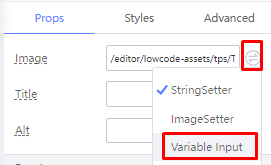 Props Styles Advanced
Image /editor/lowcode-assets/tps/T
StringSetter
Title
ImageSetter
Alt
Variable Input